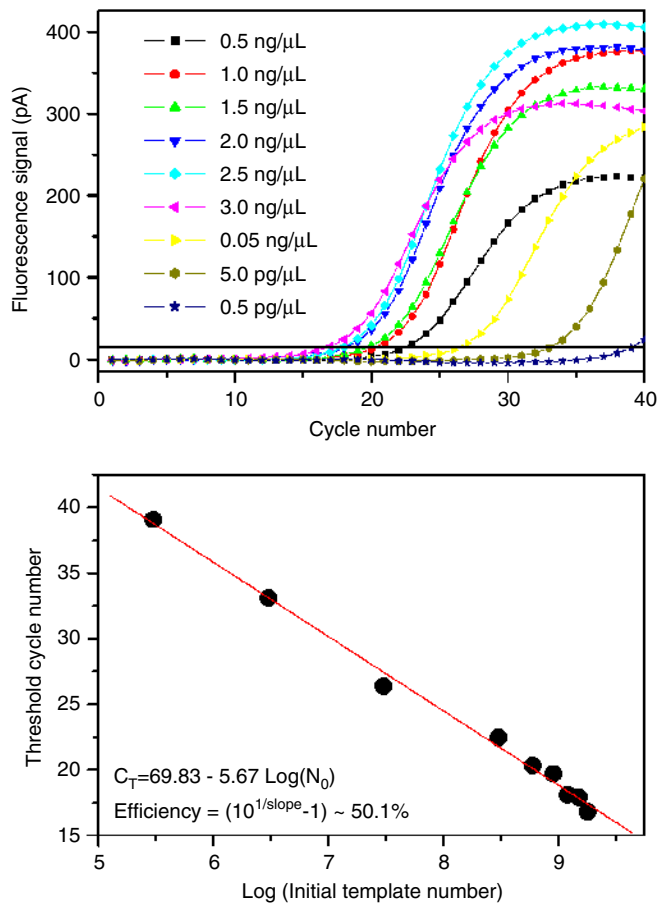 400
300
200
100
0
Fluorescence signal (pA)
0.5 ng/μL
1.0 ng/μL
1.5 ng/μL
2.0 ng/μL
2.5 ng/μL
3.0 ng/μL
0.05 ng/μL
5.0 pg/μL
0.5 pg/μL
0 10 20 30 40
Cycle number
40
35
30
25
20
15
Threshold cycle number
C_T=69.83 - 5.67 Log(N_0)
Efficiency = (10^{1/slope}-1) ~ 50.1%
5 6 7 8 9
Log (Initial template number)